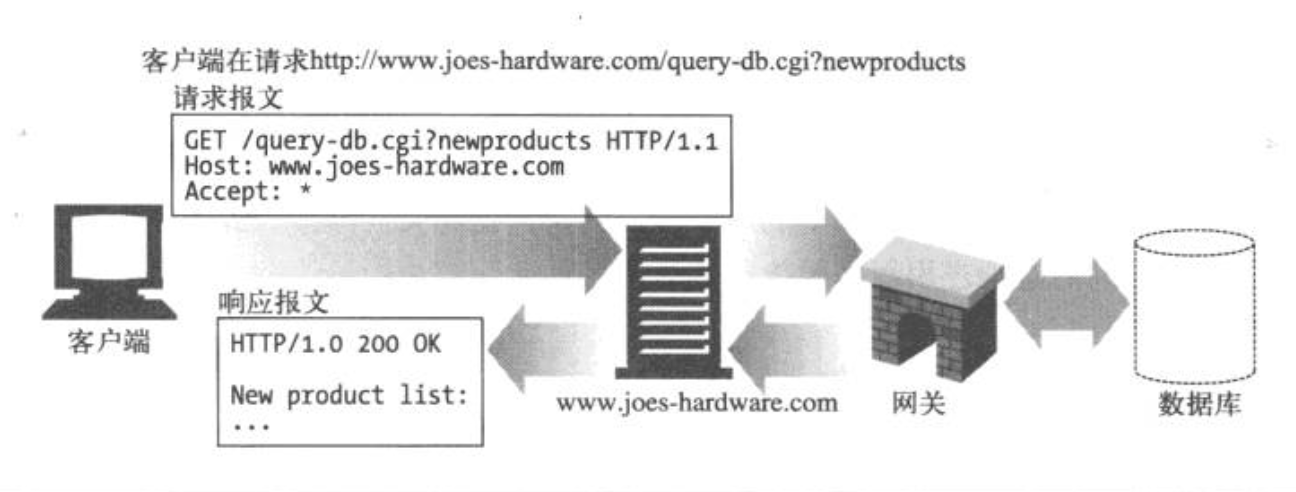 客户端在请求http://www.joes-hardware.com/query-db.cgi?newproducts
请求报文
GET /query-db.cgi?newproducts HTTP/1.1
Host: www.joes-hardware.com
Accept: *
客户端
响应报文
HTTP/1.0 200 OK
New product list:
...
www.joes-hardware.com
网关
数据库